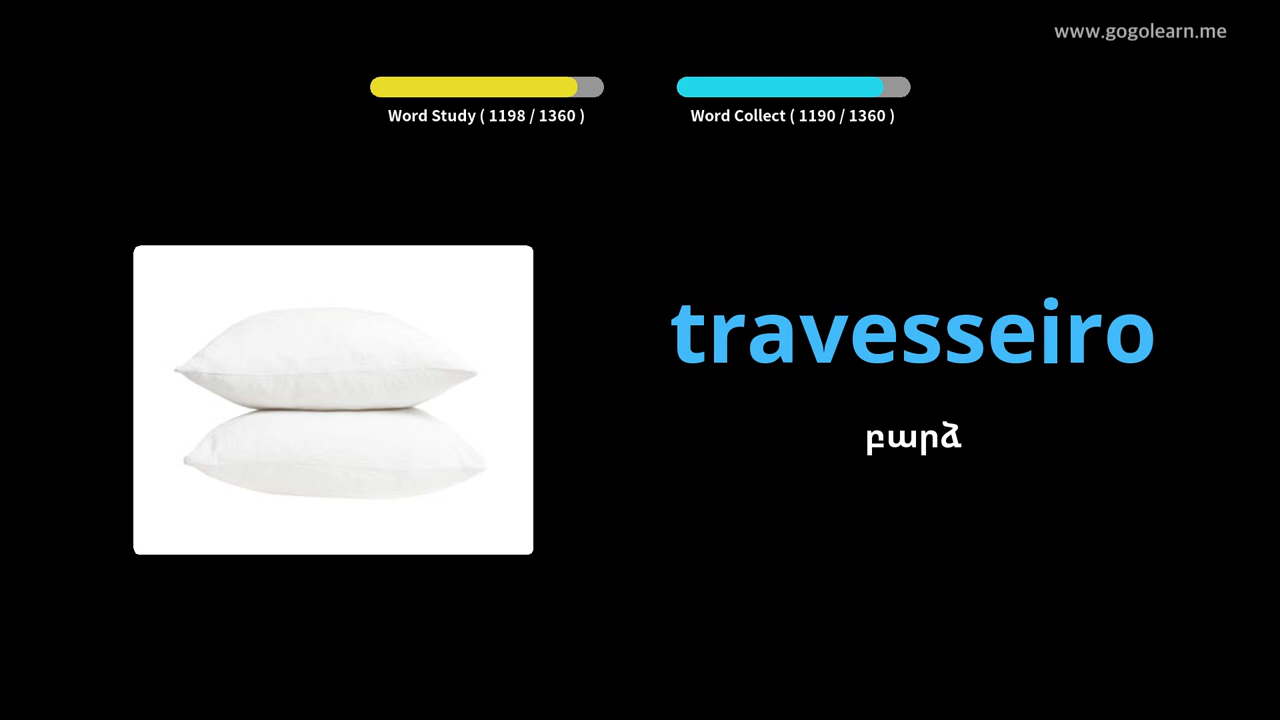 www.gogolearn.me
Word Study ( 1198 / 1360 )
Word Collect ( 1190 / 1360 )
travesseiro
բարձ